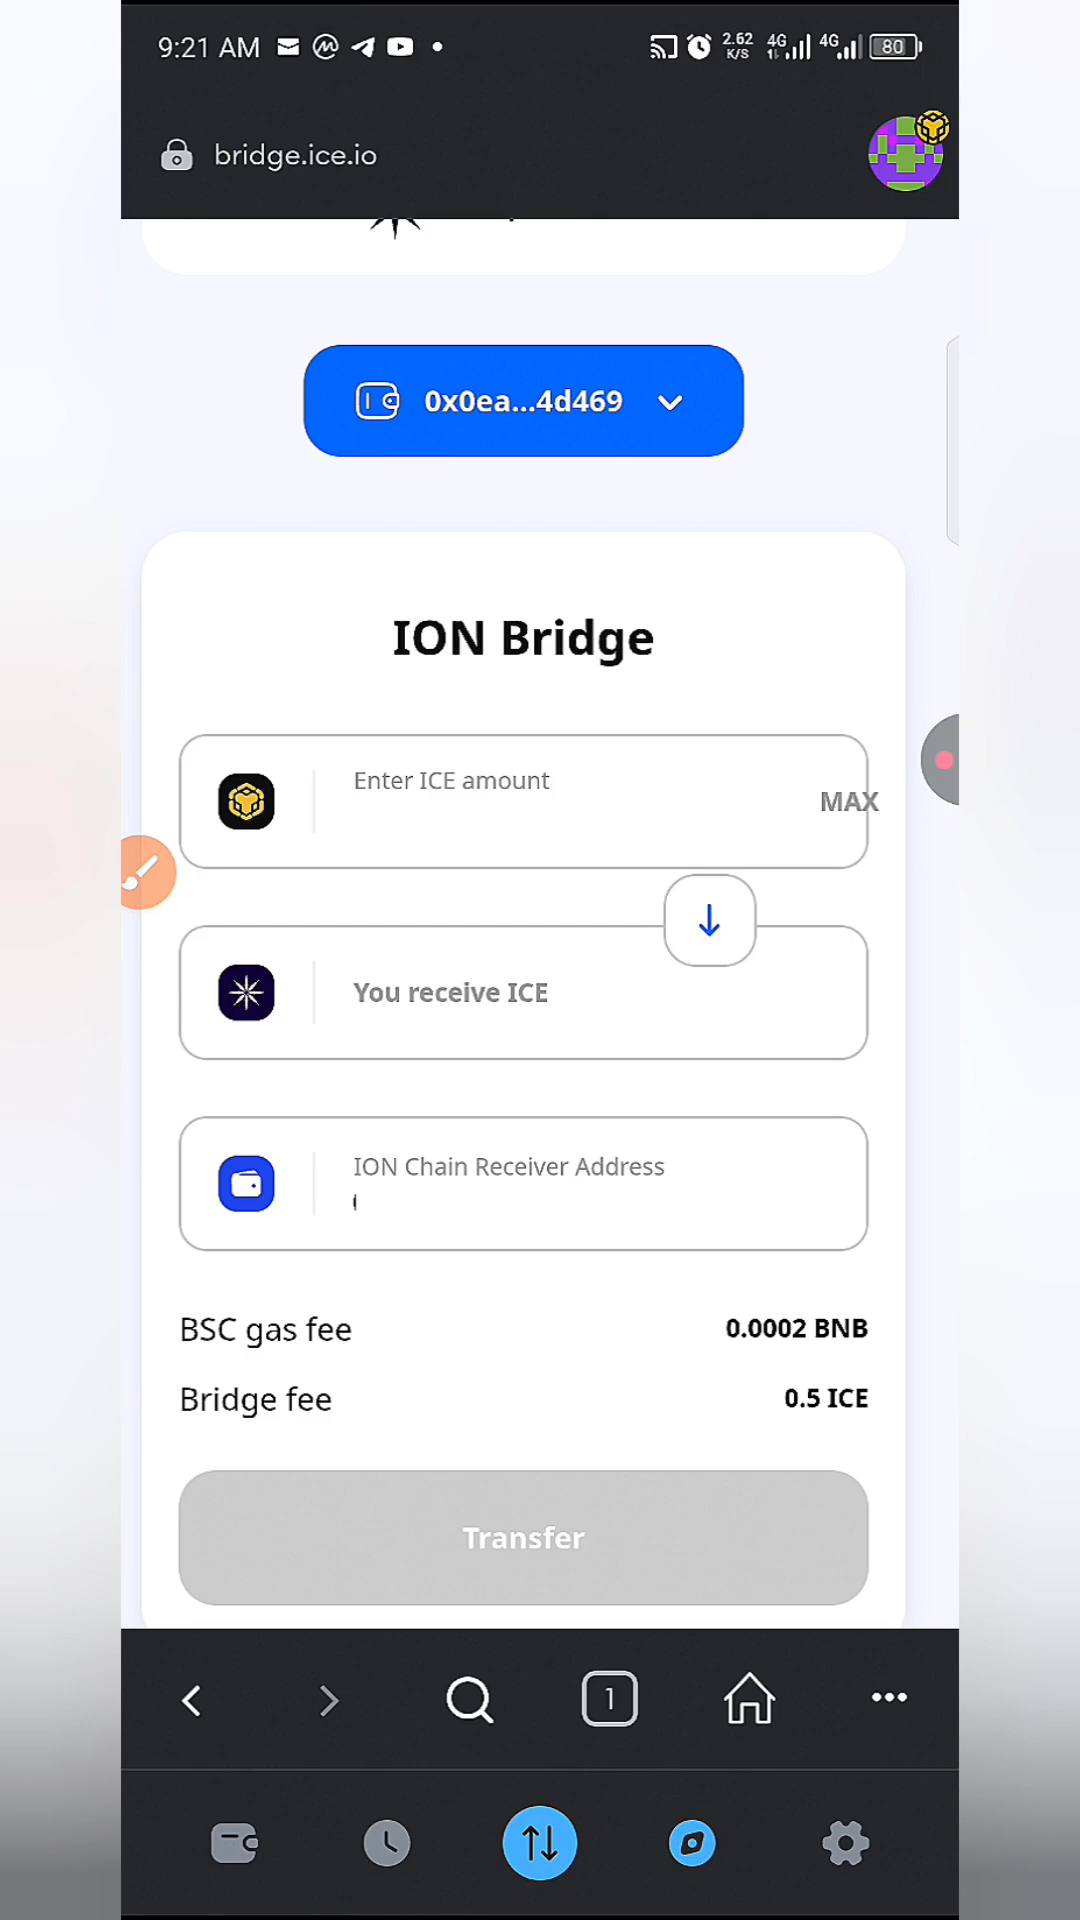 9:21 AM
2.62 K/S
4G
4G
80
bridge.ice.io
0x0ea...4d469
ION Bridge
Enter ICE amount
MAX
You receive ICE
ION Chain Receiver Address
BSC gas fee
0.0002 BNB
Bridge fee
0.5 ICE
Transfer
1